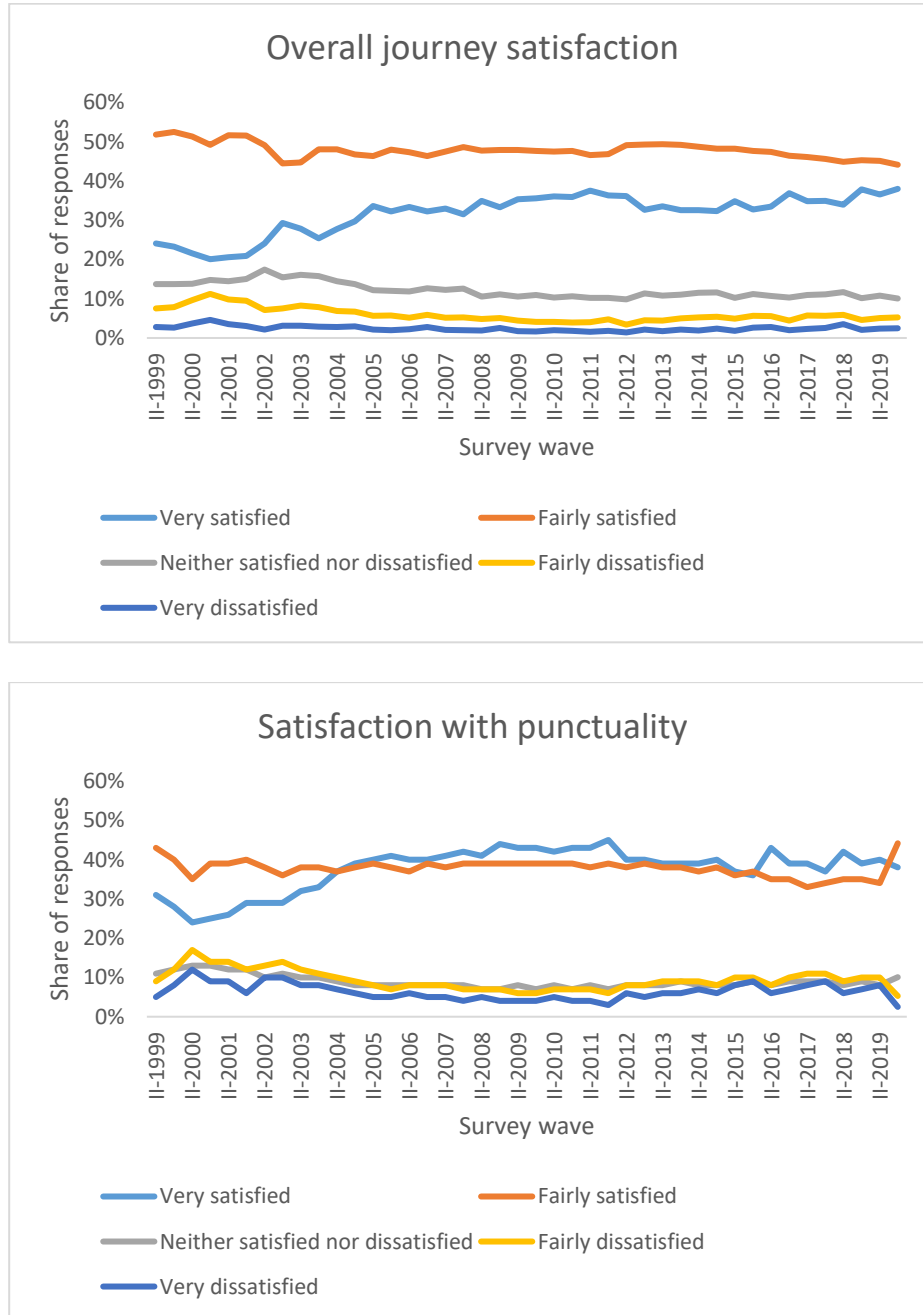 Overall journey satisfaction
60%
50%
40%
30%
20%
10%
0%
Share of responses
II-1999
II-2000
II-2001
II-2002
II-2003
II-2004
II-2005
II-2006
II-2007
II-2008
II-2009
II-2010
II-2011
II-2012
II-2013
II-2014
II-2015
II-2016
II-2017
II-2018
II-2019
Survey wave
Very satisfied
Fairly satisfied
Neither satisfied nor dissatisfied
Fairly dissatisfied
Very dissatisfied
Satisfaction with punctuality
60%
50%
40%
30%
20%
10%
0%
Share of responses
II-1999
II-2000
II-2001
II-2002
II-2003
II-2004
II-2005
II-2006
II-2007
II-2008
II-2009
II-2010
II-2011
II-2012
II-2013
II-2014
II-2015
II-2016
II-2017
II-2018
II-2019
Survey wave
Very satisfied
Fairly satisfied
Neither satisfied nor dissatisfied
Fairly dissatisfied
Very dissatisfied